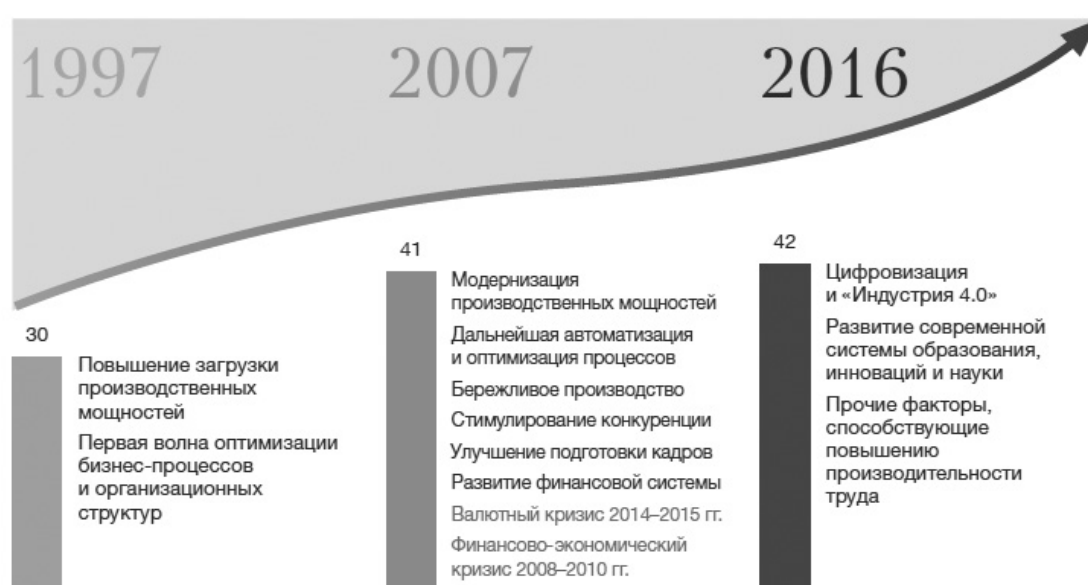 1997
2007
2016
30
Повышение загрузки
производственных
мощностей
Первая волна оптимизации
бизнес-процессов
и организационных
структур
41
Модернизация
производственных мощностей
Дальнейшая автоматизация
и оптимизация процессов
Бережливое производство
Стимулирование конкуренции
Улучшение подготовки кадров
Развитие финансовой системы
Валютный кризис 2014–2015 гг.
Финансово-экономический
кризис 2008–2010 гг.
42
Цифровизация
и «Индустрия 4.0»
Развитие современной
системы образования,
инноваций и науки
Прочие факторы,
способствующие
повышению
производительности
труда